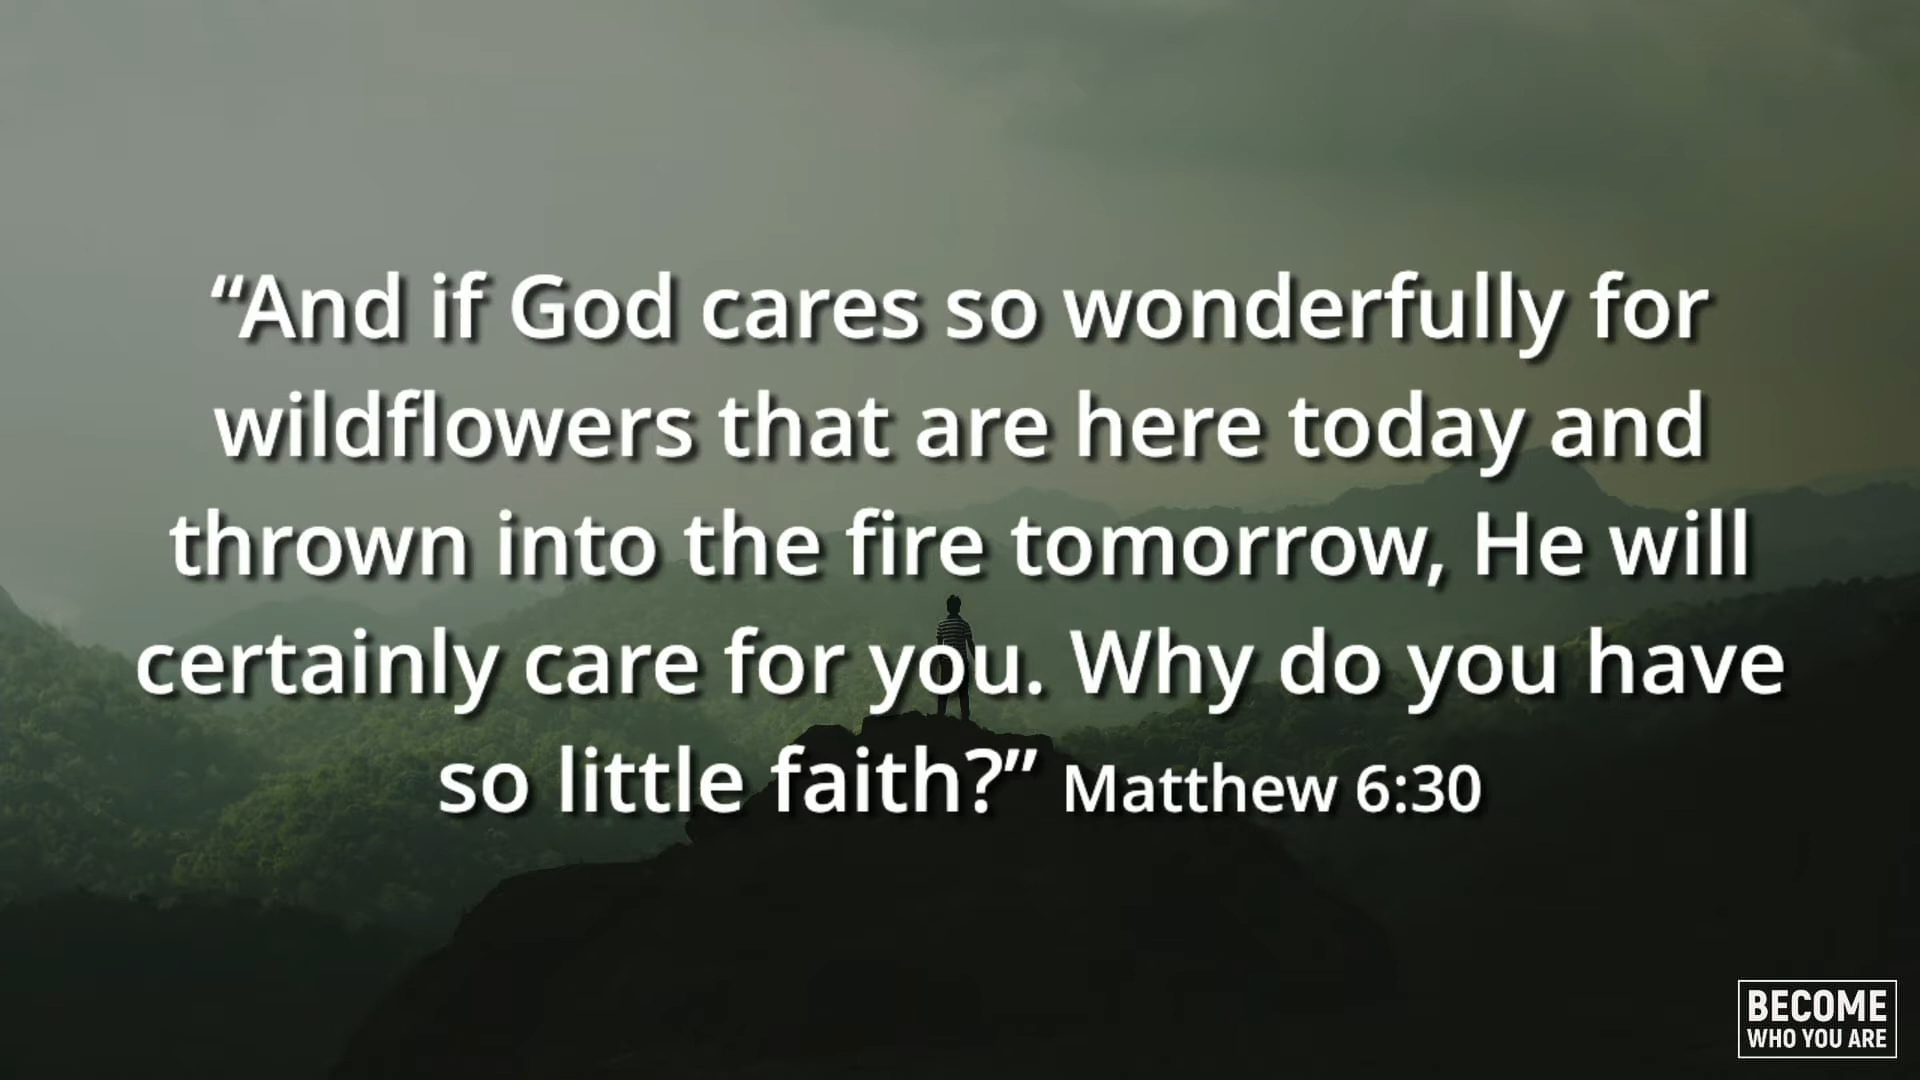 “And if God cares so wonderfully for
wildflowers that are here today and
thrown into the fire tomorrow, He will
certainly care for you. Why do you have
so little faith?” Matthew 6:30
BECOME
WHO YOU ARE